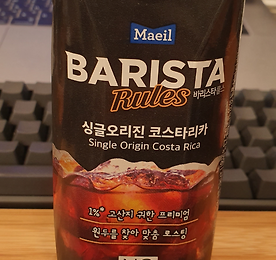 Maeil
BARISTA
Rules 바리스타 룰스
싱글오리진 코스타리카
Single Origin Costa Rica
1%* 고산지 귀한 프리미엄
원두를 찾아 맞춤 로스팅